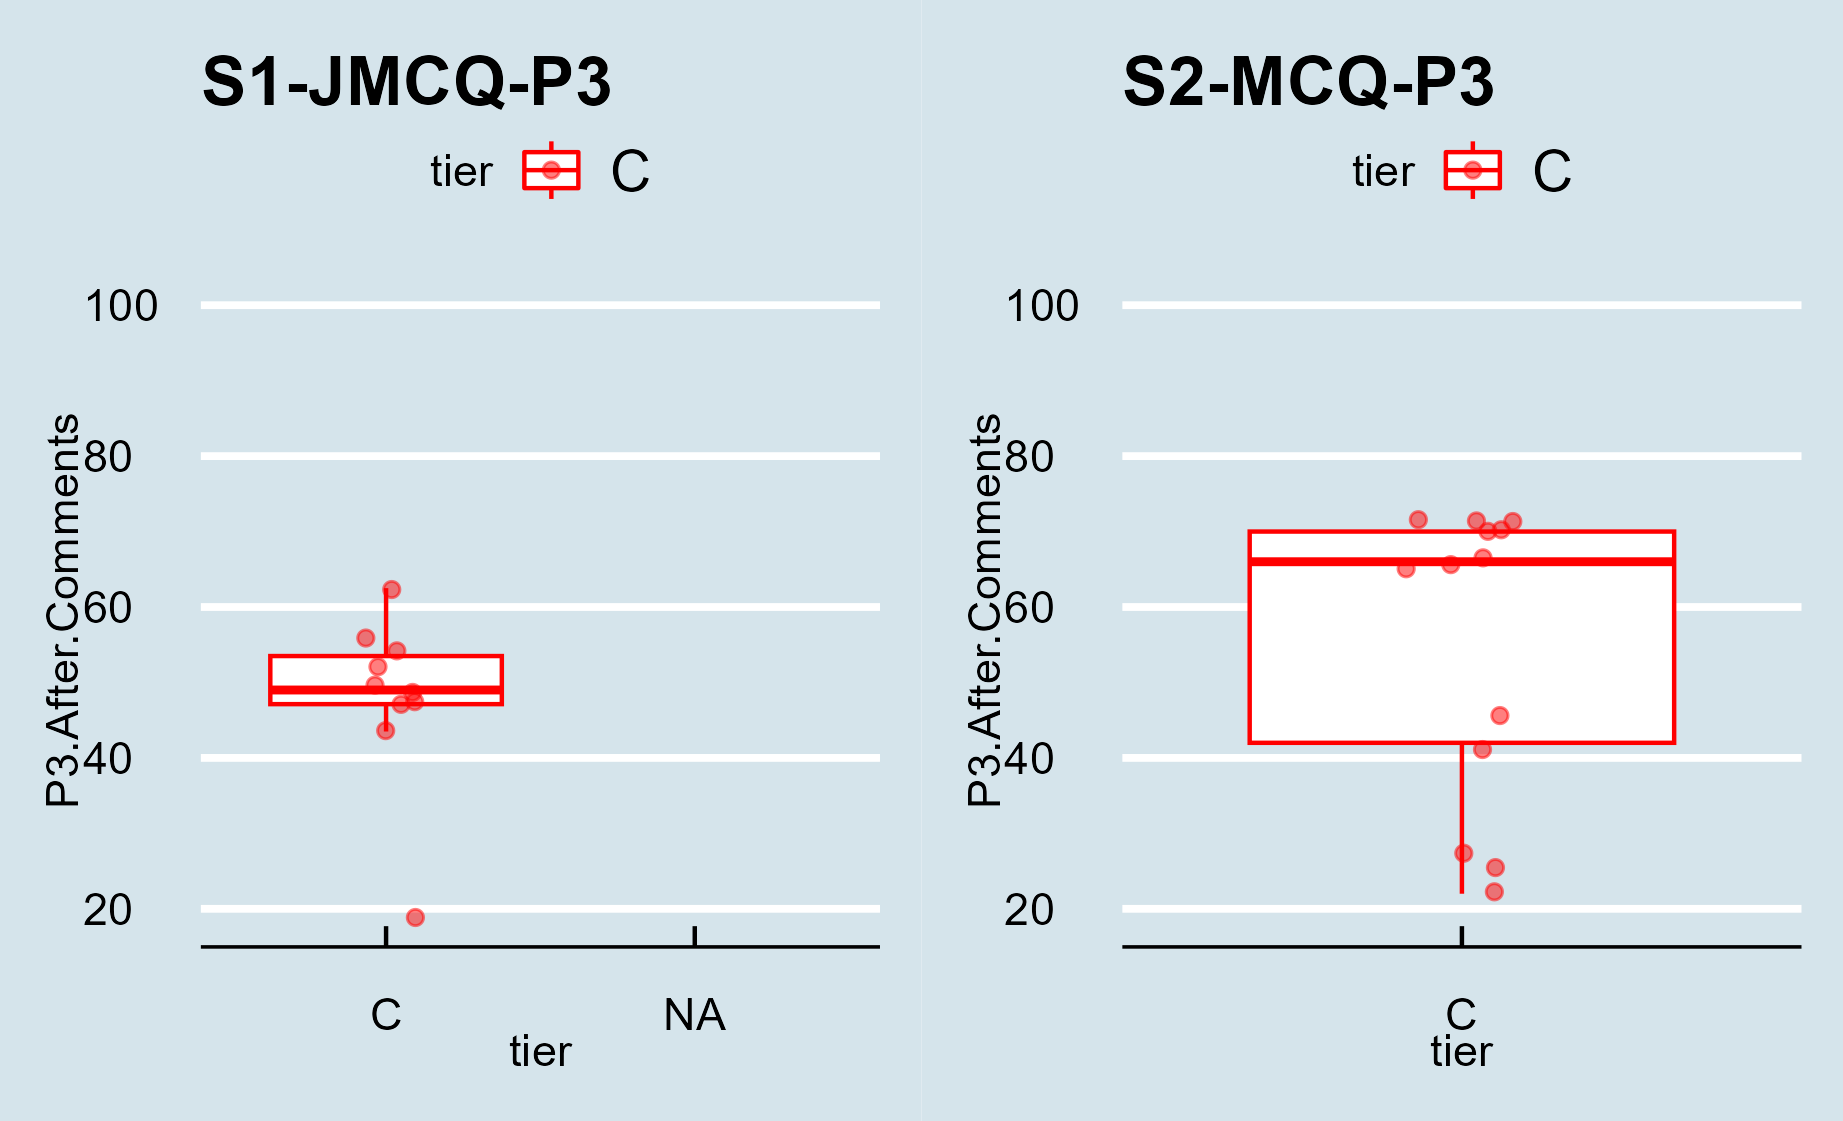 S1-JMCQ-P3
tier C
100
80
60
40
20
P3.After.Comments
C NA
tier
S2-MCQ-P3
tier C
100
80
60
40
20
P3.After.Comments
C
tier